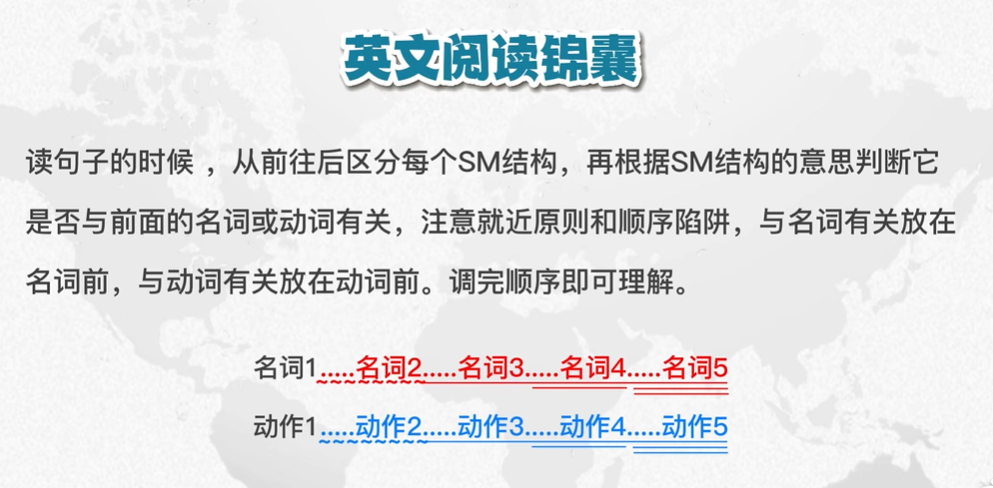 英文阅读锦囊
读句子的时候，从前往后区分每个SM结构，再根据SM结构的意思判断它
是否与前面的名词或动词有关，注意就近原则和顺序陷阱，与名词有关放在
名词前，与动词有关放在动词前。调完顺序即可理解。
名词1.....名词2.....名词3.....名词4.....名词5
动作1.....动作2.....动作3.....动作4.....动作5